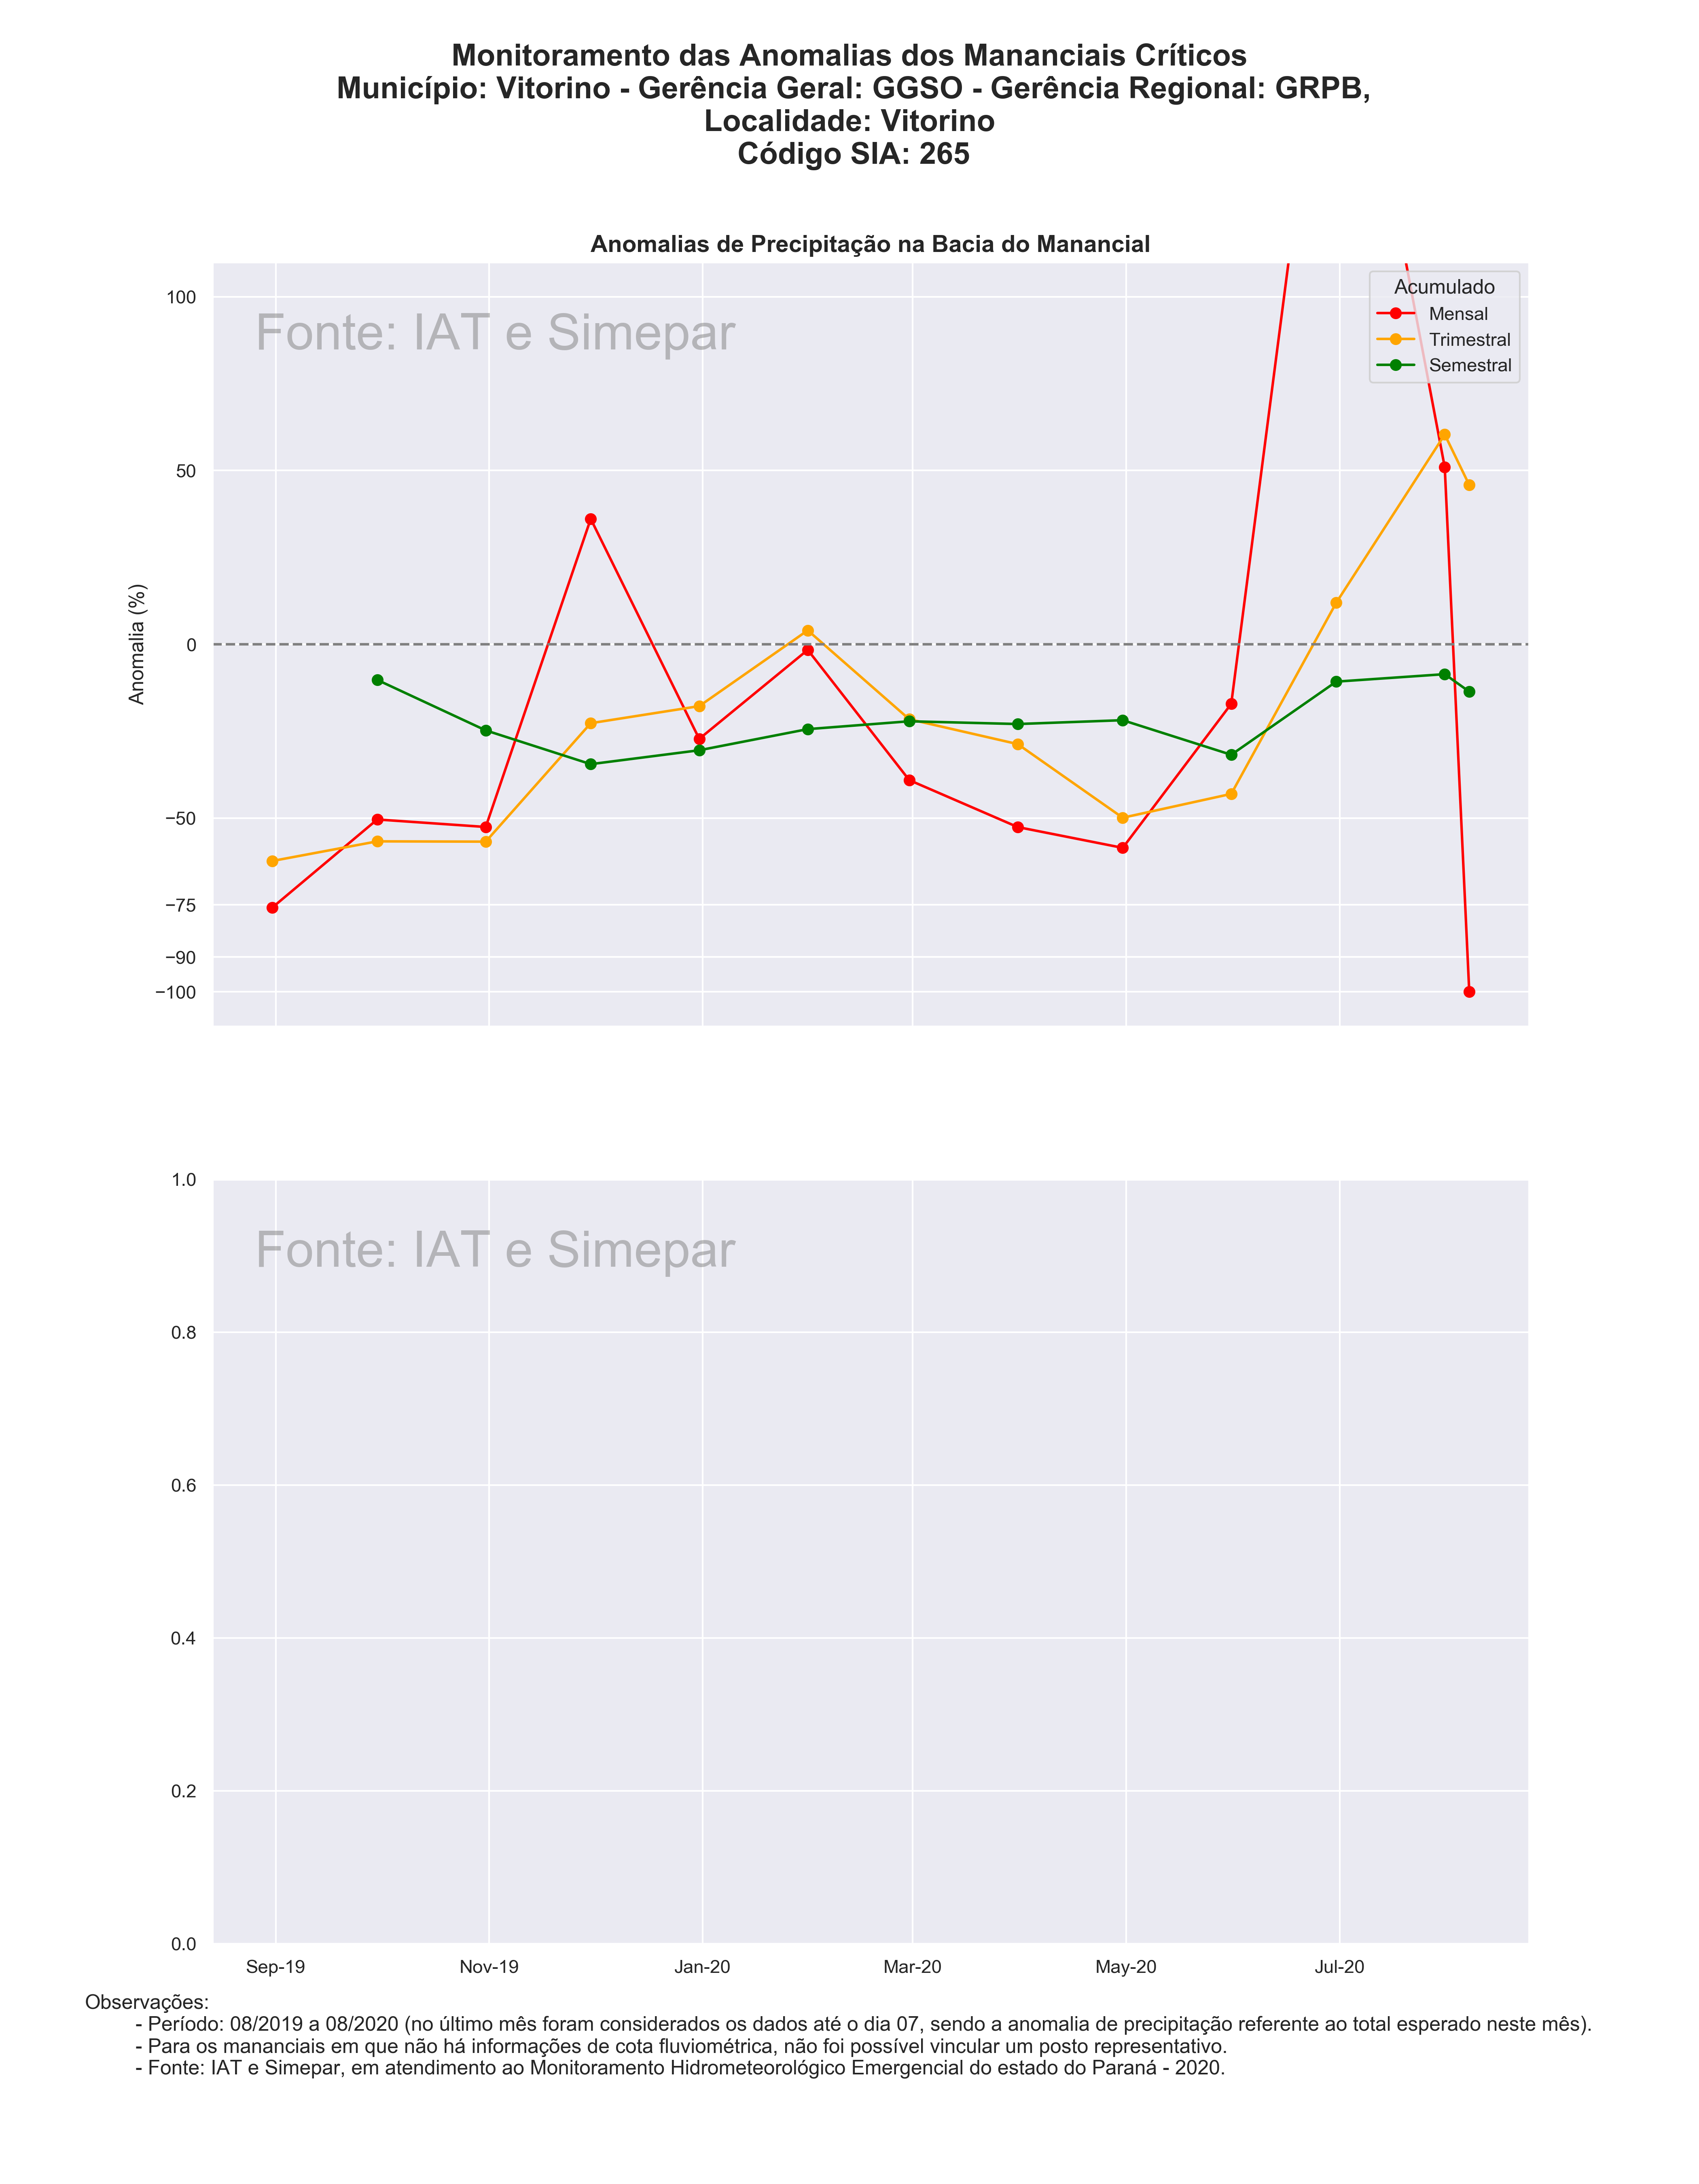 Monitoramento das Anomalias dos Mananciais Críticos
Município: Vitorino - Gerência Geral: GGSO - Gerência Regional: GRPB,
Localidade: Vitorino
Código SIA: 265
Anomalias de Precipitação na Bacia do Manancial
Fonte: IAT e Simepar
Acumulado
Mensal
Trimestral
Semestral
Anomalia (%)
100
50
0
−50
−75
−90
−100
Fonte: IAT e Simepar
1.0
0.8
0.6
0.4
0.2
0.0
Sep-19 Nov-19 Jan-20 Mar-20 May-20 Jul-20
Observações:
- Período: 08/2019 a 08/2020 (no último mês foram considerados os dados até o dia 07, sendo a anomalia de precipitação referente ao total esperado neste mês).
- Para os mananciais em que não há informações de cota fluviométrica, não foi possível vincular um posto representativo.
- Fonte: IAT e Simepar, em atendimento ao Monitoramento Hidrometeorológico Emergencial do estado do Paraná - 2020.